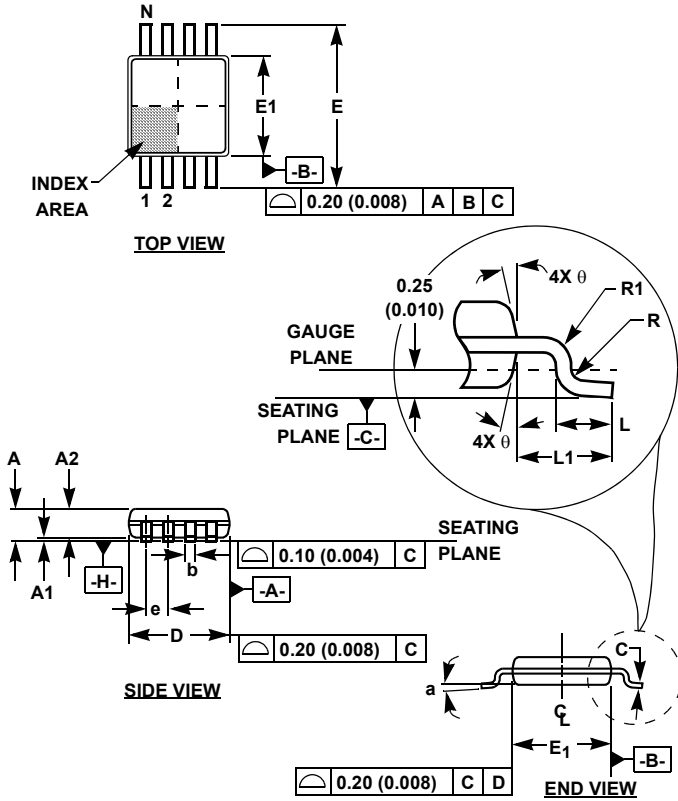 N
E1
E
-B-
INDEX
AREA
1 2
0.20 (0.008) A B C
TOP VIEW
0.25
(0.010)
4X θ
R1
R
GAUGE
PLANE
SEATING
PLANE
-C-
4X θ
L
L1
A
A2
SEATING
PLANE
A1
-H-
b
0.10 (0.004) C
-A-
e
D
0.20 (0.008) C
SIDE VIEW
C
a
CL
E1
-B-
0.20 (0.008) C D
END VIEW